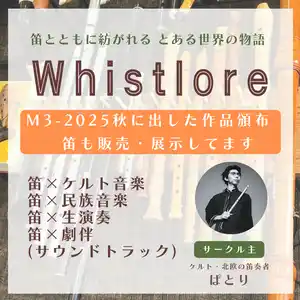 笛とともに紡がれる とある世界の物語
Whistlore
M3-2025秋に出した作品頒布
笛も販売・展示してます
笛×ケルト音楽
笛×民族音楽
笛×生演奏
笛×劇伴
(サウンドトラック)
サークル主
ケルト・北欧の笛奏者
ぱとり